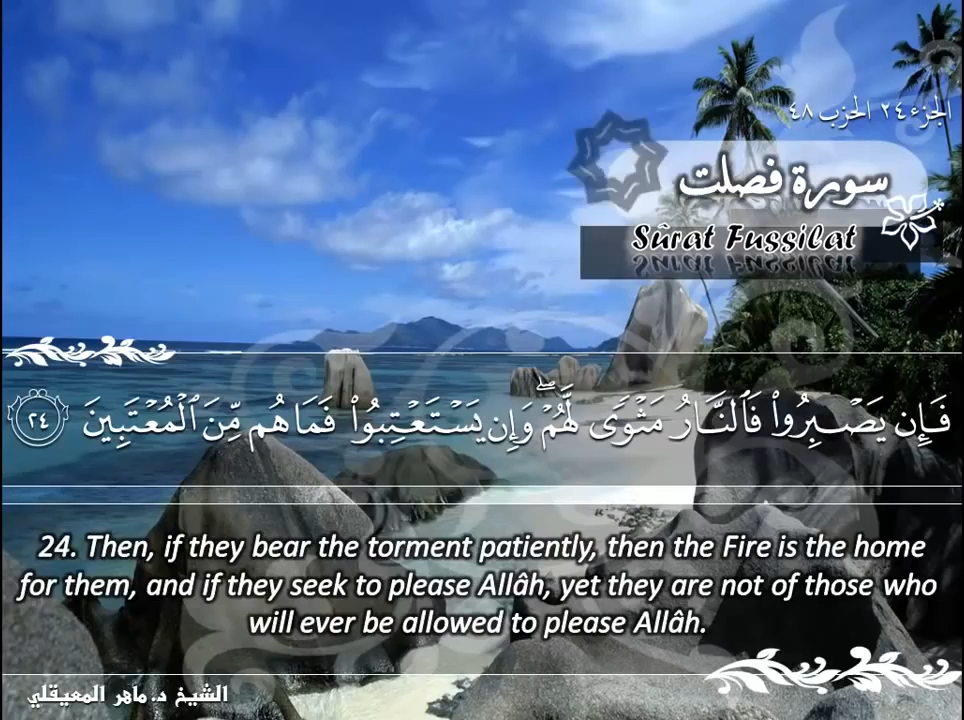 الجزء ٢٤ الحزب ٤٨
سورة فصلت
Sûrat Fussilat
فَإِن يَصْبِرُوا۟ فَٱلنَّارُ مَثْوًى لَّهُمْ ۖ وَإِن يَسْتَعْتِبُوا۟ فَمَا هُم مِّنَ ٱلْمُعْتَبِينَ ٢٤
24. Then, if they bear the torment patiently, then the Fire is the home
for them, and if they seek to please Allâh, yet they are not of those who
will ever be allowed to please Allâh.
الشيخ د. ماهر المعيقلي